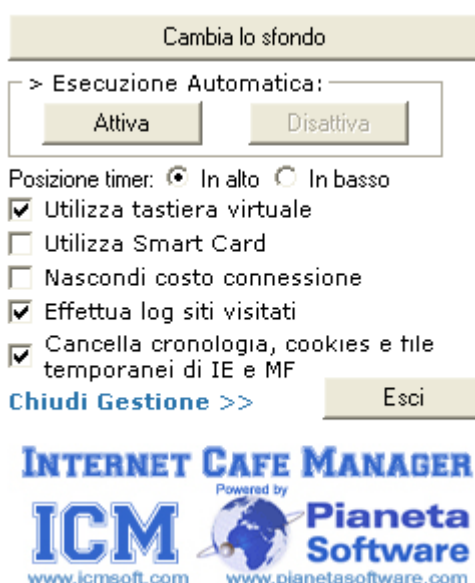 Cambia lo sfondo
> Esecuzione Automatica:
Attiva Disattiva
Posizione timer: In alto In basso
Utilizza tastiera virtuale
Utilizza Smart Card
Nascondi costo connessione
Effettua log siti visitati
Cancella cronologia, cookies e file
temporanei di IE e MF
Chiudi Gestione >> Esci
INTERNET CAFE MANAGER
Powered by
ICM Pianeta
Software
www.icmsoft.com www.pianetasoftware.com